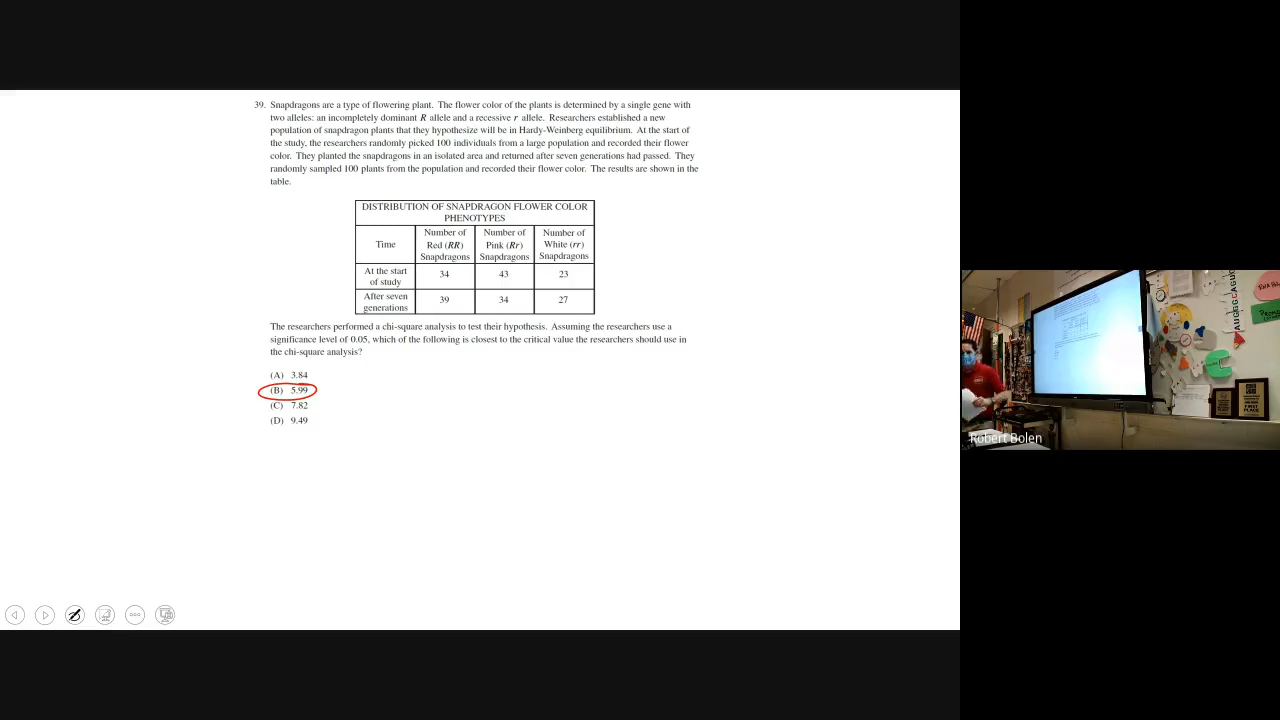 39. Snapdragons are a type of flowering plant. The flower color of the plants is determined by a single gene with
two alleles: an incompletely dominant R allele and a recessive r allele. Researchers established a new
population of snapdragon plants that they hypothesize will be in Hardy-Weinberg equilibrium. At the start of
the study, the researchers randomly picked 100 individuals from a large population and recorded their flower
color. They planted the snapdragons in an isolated area and returned after seven generations had passed. They
randomly sampled 100 plants from the population and recorded their flower color. The results are shown in the
table.
DISTRIBUTION OF SNAPDRAGON FLOWER COLOR
PHENOTYPES
Time
Number of
Red (RR)
Snapdragons
Number of
Pink (Rr)
Snapdragons
Number of
White (rr)
Snapdragons
At the start
of study
34
43
23
After seven
generations
39
34
27
The researchers performed a chi-square analysis to test their hypothesis. Assuming the researchers use a
significance level of 0.05, which of the following is closest to the critical value the researchers should use in
the chi-square analysis?
(A) 3.84
(B) 5.99
(C) 7.82
(D) 9.49
Robert Bolen
FIRST
PLACE